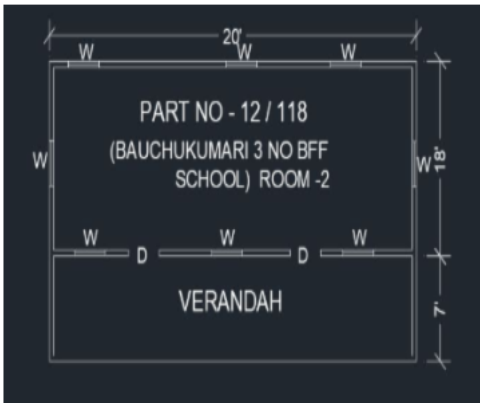 20'
W W W
PART NO - 12 / 118
(BAUCHUKUMARI 3 NO BFF
SCHOOL) ROOM -2
W W 18'
W W W
D D
VERANDAH
7'